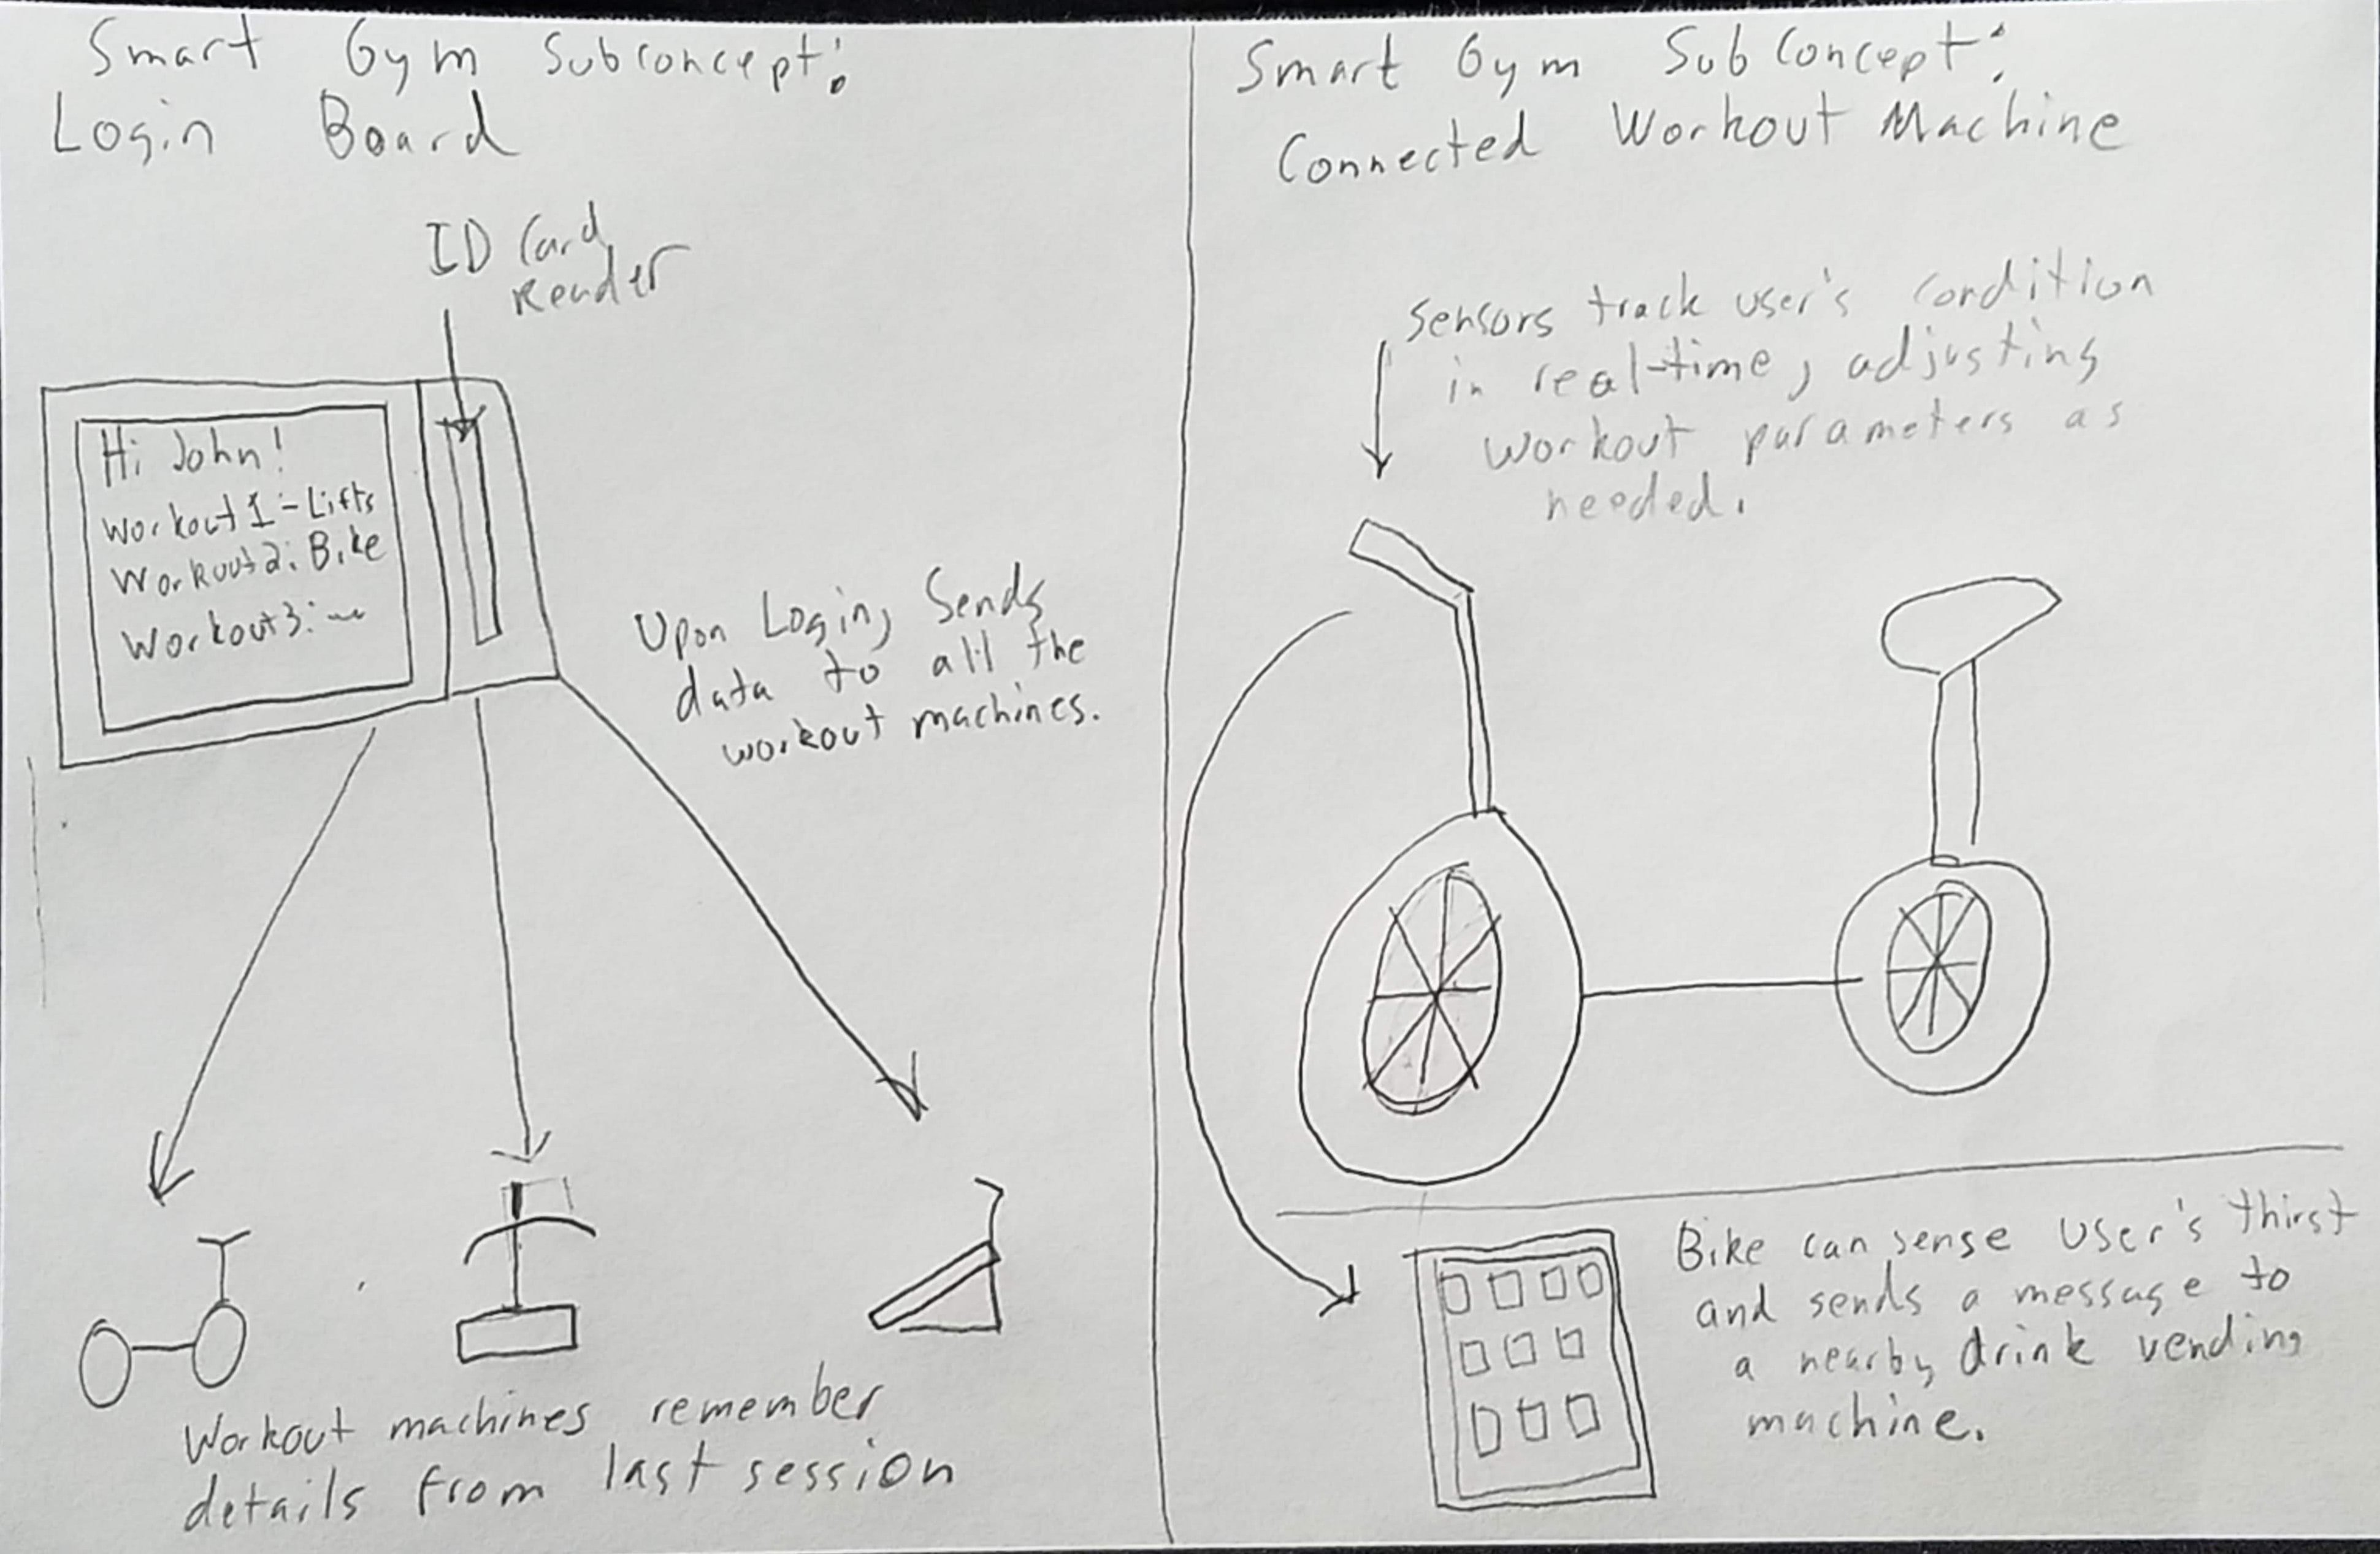 Smart Gym Subconcept:
Login Board
ID Card
Reader
Hi John!
Workout 1 - Lifts
Workout 2: Bike
Workout 3: ~
Upon Login, Sends
data to all the
workout machines.
Workout machines remember
details from last session
Smart Gym SubConcept:
Connected Workout Machine
Sensors track user's condition
in real-time, adjusting
workout parameters as
needed.
Bike can sense user's thirst
and sends a message to
a nearby drink vending
machine.